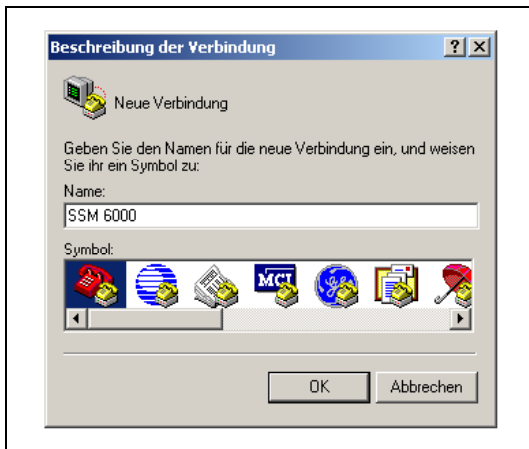 Beschreibung der Verbindung
Neue Verbindung
Geben Sie den Namen für die neue Verbindung ein, und weisen
Sie ihr ein Symbol zu:
Name:
SSM 6000
Symbol:
MCI
OK
Abbrechen